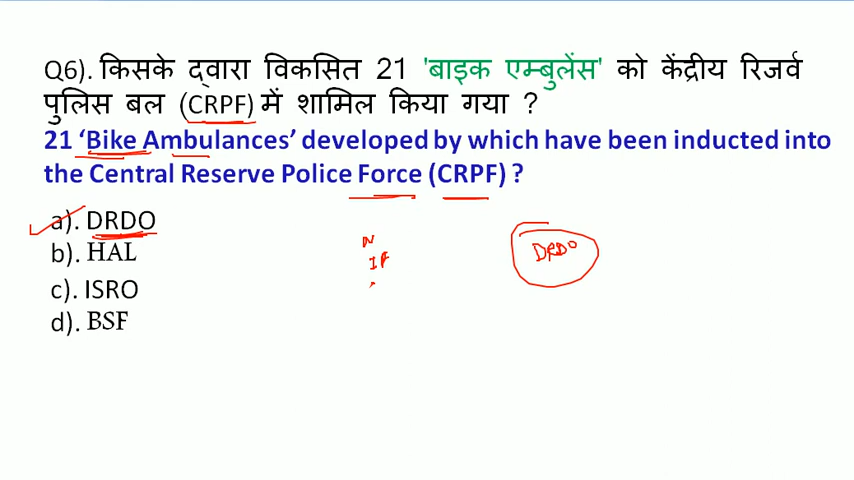 Q6). किसके द्वारा विकसित 21 'बाइक एम्बुलेंस' को केंद्रीय रिजर्व
पुलिस बल (CRPF) में शामिल किया गया ?
21 ‘Bike Ambulances’ developed by which have been inducted into
the Central Reserve Police Force (CRPF) ?
a). DRDO
b). HAL
c). ISRO
d). BSF
N
DRDO